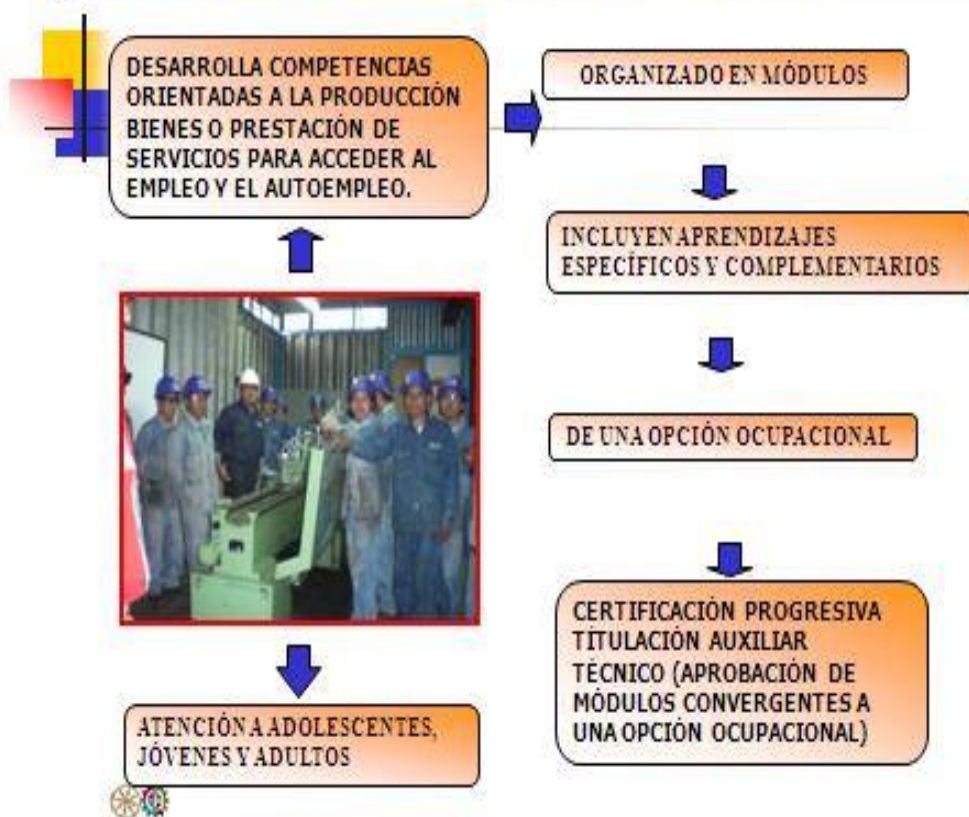 DESARROLLA COMPETENCIAS
ORIENTADAS A LA PRODUCCIÓN
BIENES O PRESTACIÓN DE
SERVICIOS PARA ACCEDER AL
EMPLEO Y EL AUTOEMPLEO.
ORGANIZADO EN MÓDULOS
INCLUYEN APRENDIZAJES
ESPECÍFICOS Y COMPLEMENTARIOS
DE UNA OPCIÓN OCUPACIONAL
CERTIFICACIÓN PROGRESIVA
TÍTULACIÓN AUXILIAR
TÉCNICO (APROBACIÓN DE
MÓDULOS CONVERGENTES A
UNA OPCIÓN OCUPACIONAL)
ATENCIÓN A ADOLESCENTES,
JÓVENES Y ADULTOS